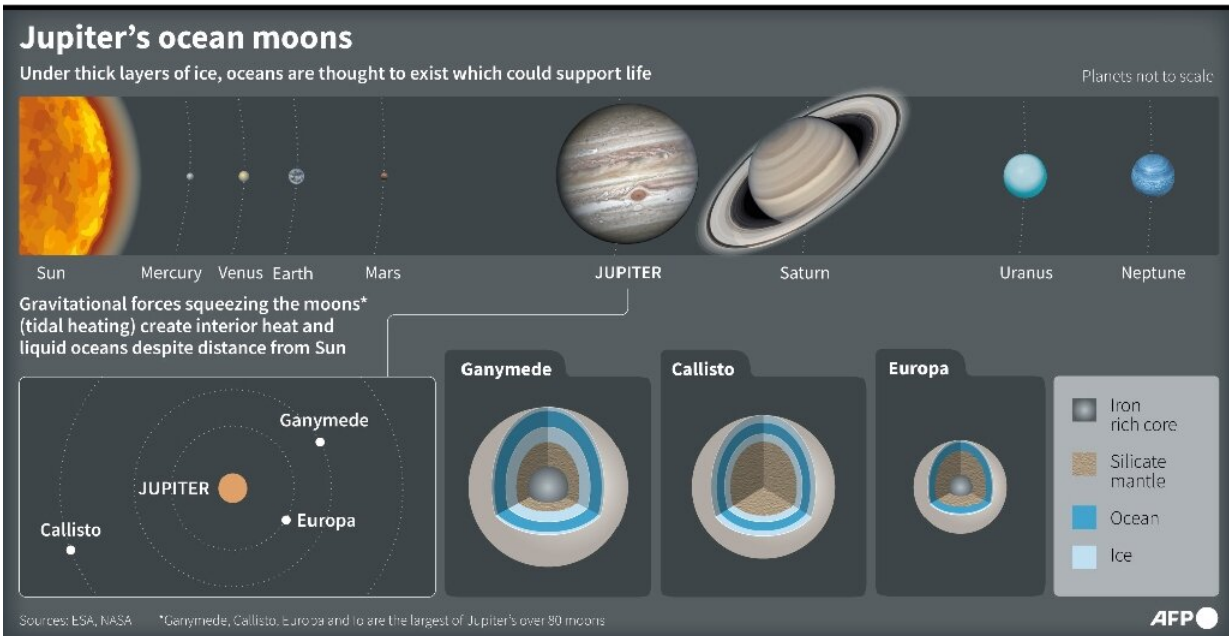 Jupiter's ocean moons
Under thick layers of ice, oceans are thought to exist which could support life
Planets not to scale
Sun
Mercury
Venus
Earth
Mars
JUPITER
Saturn
Uranus
Neptune
Gravitational forces squeezing the moons*
(tidal heating) create interior heat and
liquid oceans despite distance from Sun
Ganymede
JUPITER
Europa
Callisto
Ganymede
Callisto
Europa
Iron
rich core
Silicate
mantle
Ocean
Ice
Sources: ESA, NASA
*Ganymede, Callisto, Europa and Io are the largest of Jupiter's over 80 moons
AFP